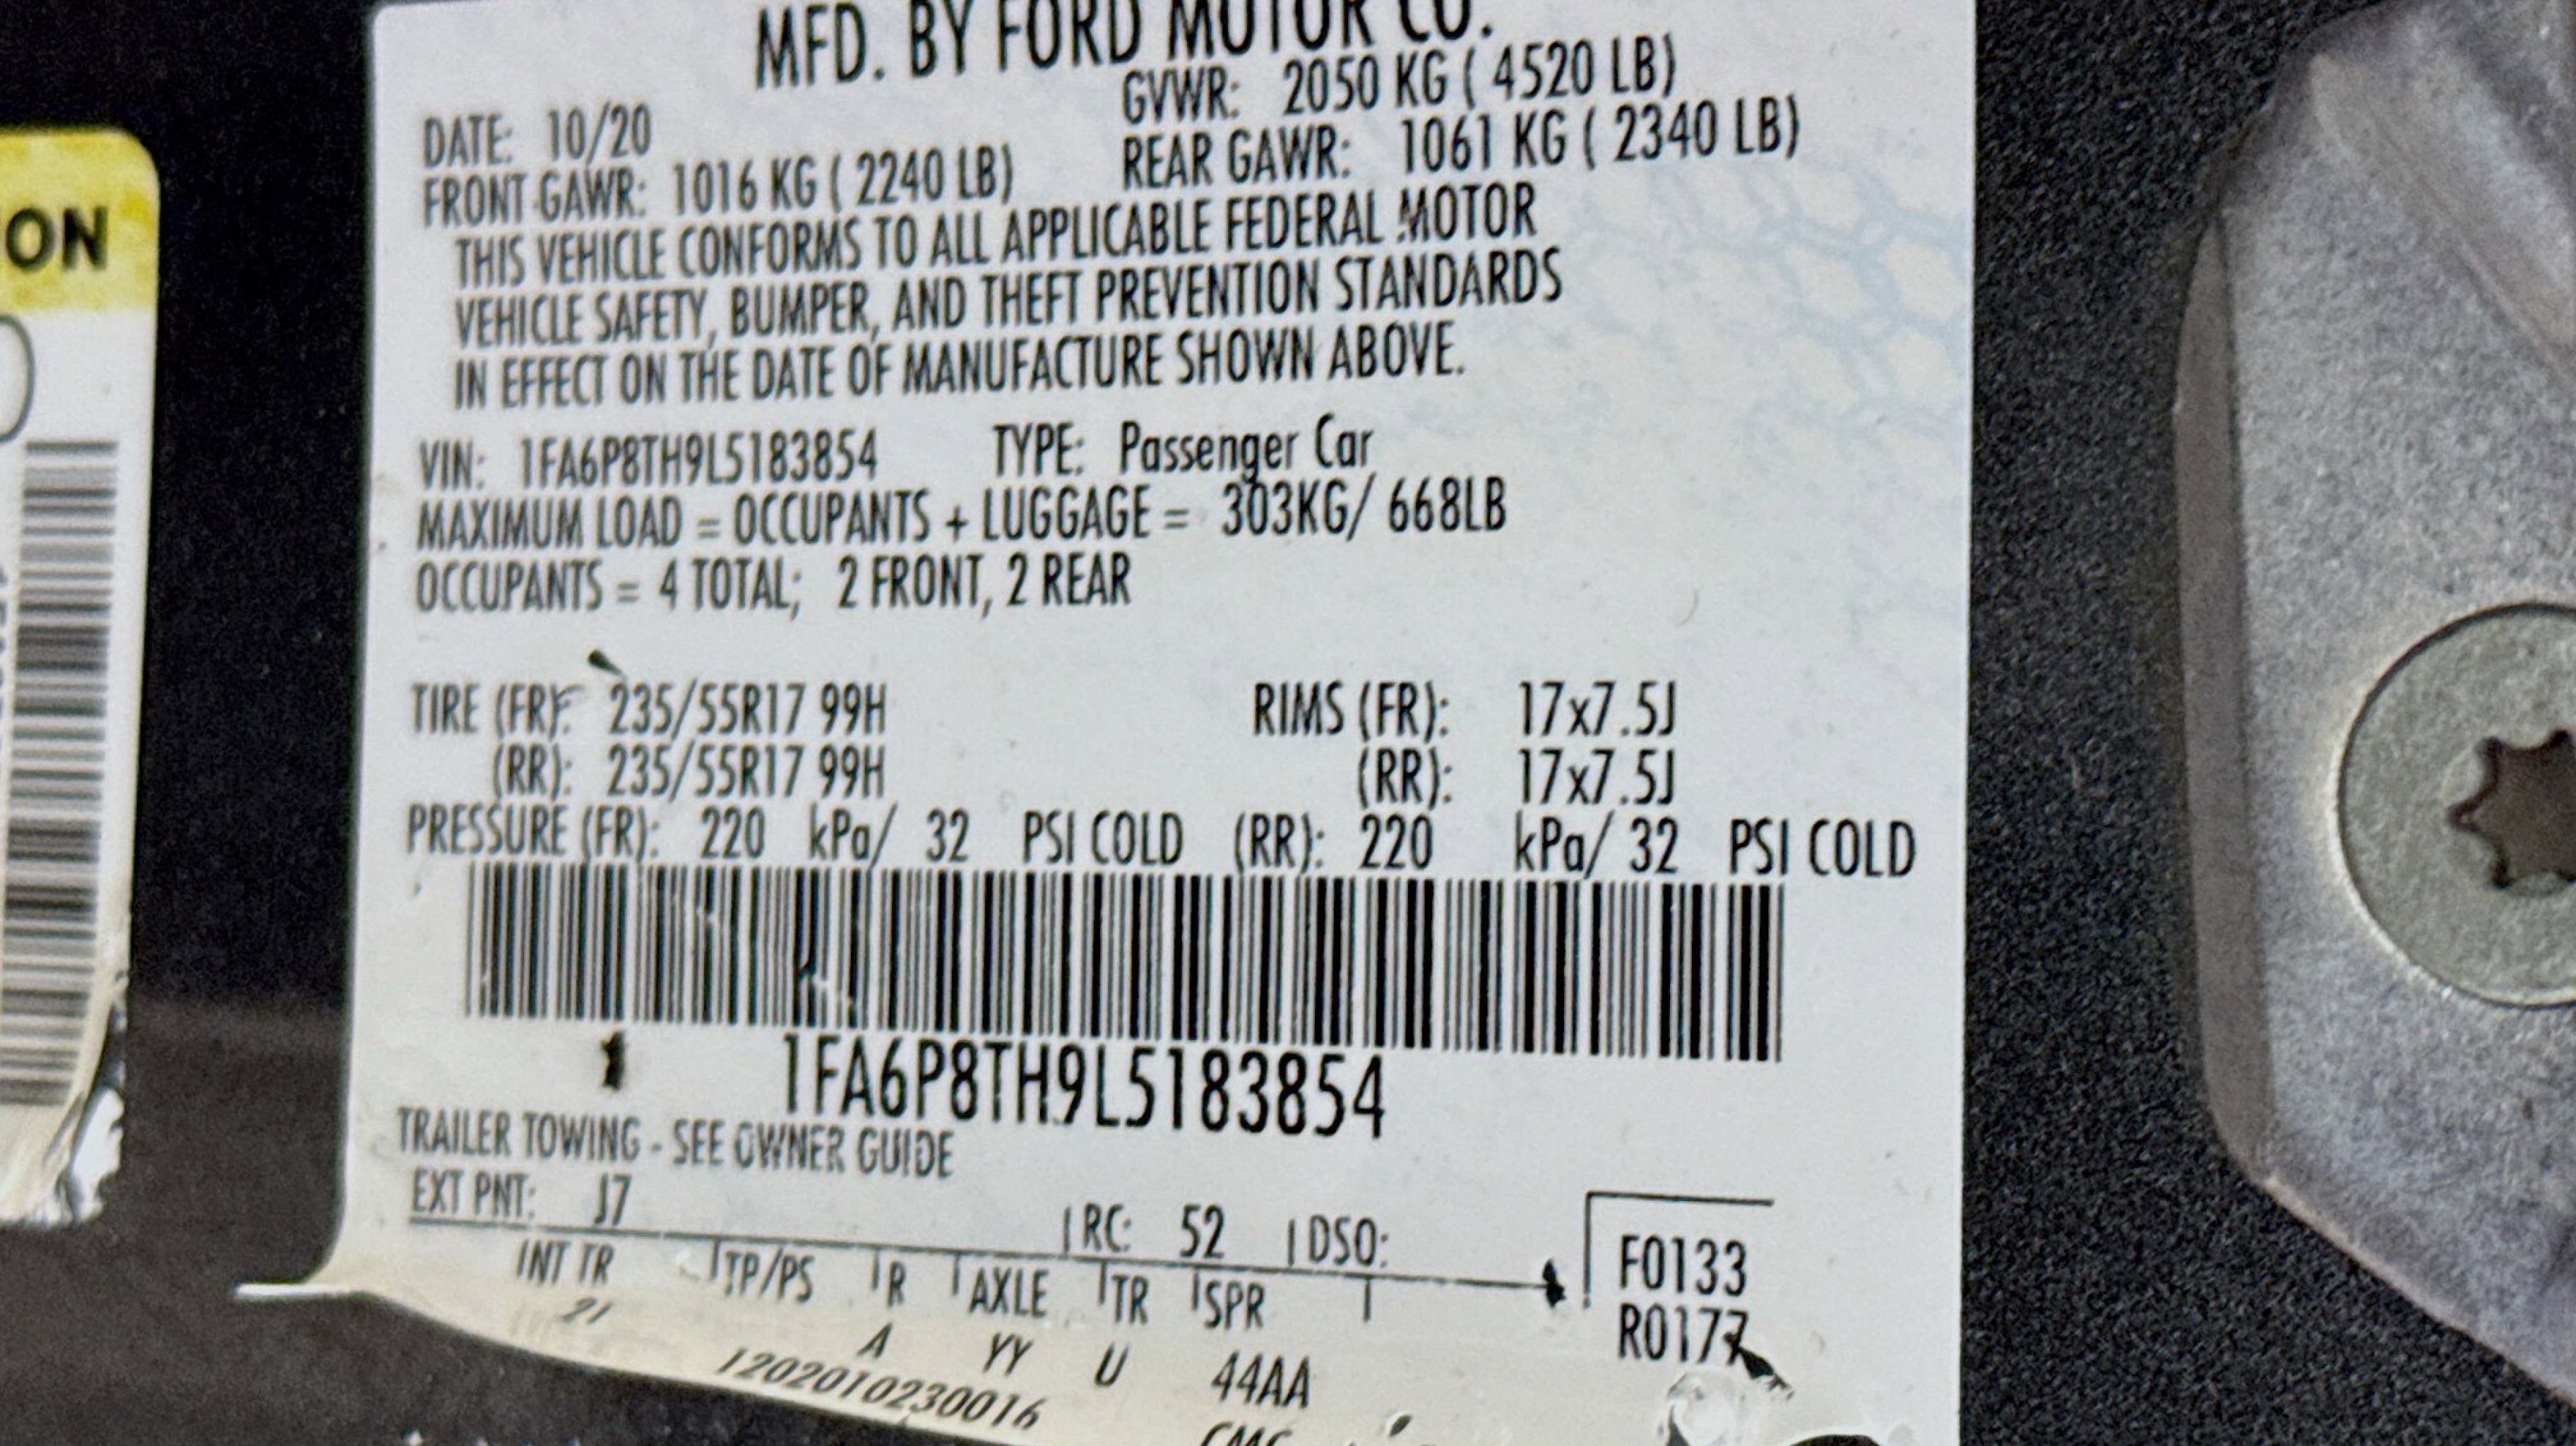 MFD. BY FORD MOTOR CO.
DATE: 10/20 GVWR: 2050 KG ( 4520 LB)
FRONT GAWR: 1016 KG ( 2240 LB) REAR GAWR: 1061 KG ( 2340 LB)
THIS VEHICLE CONFORMS TO ALL APPLICABLE FEDERAL MOTOR
VEHICLE SAFETY, BUMPER, AND THEFT PREVENTION STANDARDS
IN EFFECT ON THE DATE OF MANUFACTURE SHOWN ABOVE.
VIN: 1FA6P8TH9L5183854 TYPE: Passenger Car
MAXIMUM LOAD = OCCUPANTS + LUGGAGE = 303KG/ 668LB
OCCUPANTS = 4 TOTAL; 2 FRONT, 2 REAR
TIRE (FR): 235/55R17 99H RIMS (FR): 17x7.5J
(RR): 235/55R17 99H (RR): 17x7.5J
PRESSURE (FR): 220 kPa/ 32 PSI COLD (RR): 220 kPa/ 32 PSI COLD
1FA6P8TH9L5183854
TRAILER TOWING - SEE OWNER GUIDE
EXT PNT: J7 RC: 52 DSO:
INT TR TP/PS R AXLE TR SPR
A YY U 44AA
F0133
R0177
1202010230016
ON